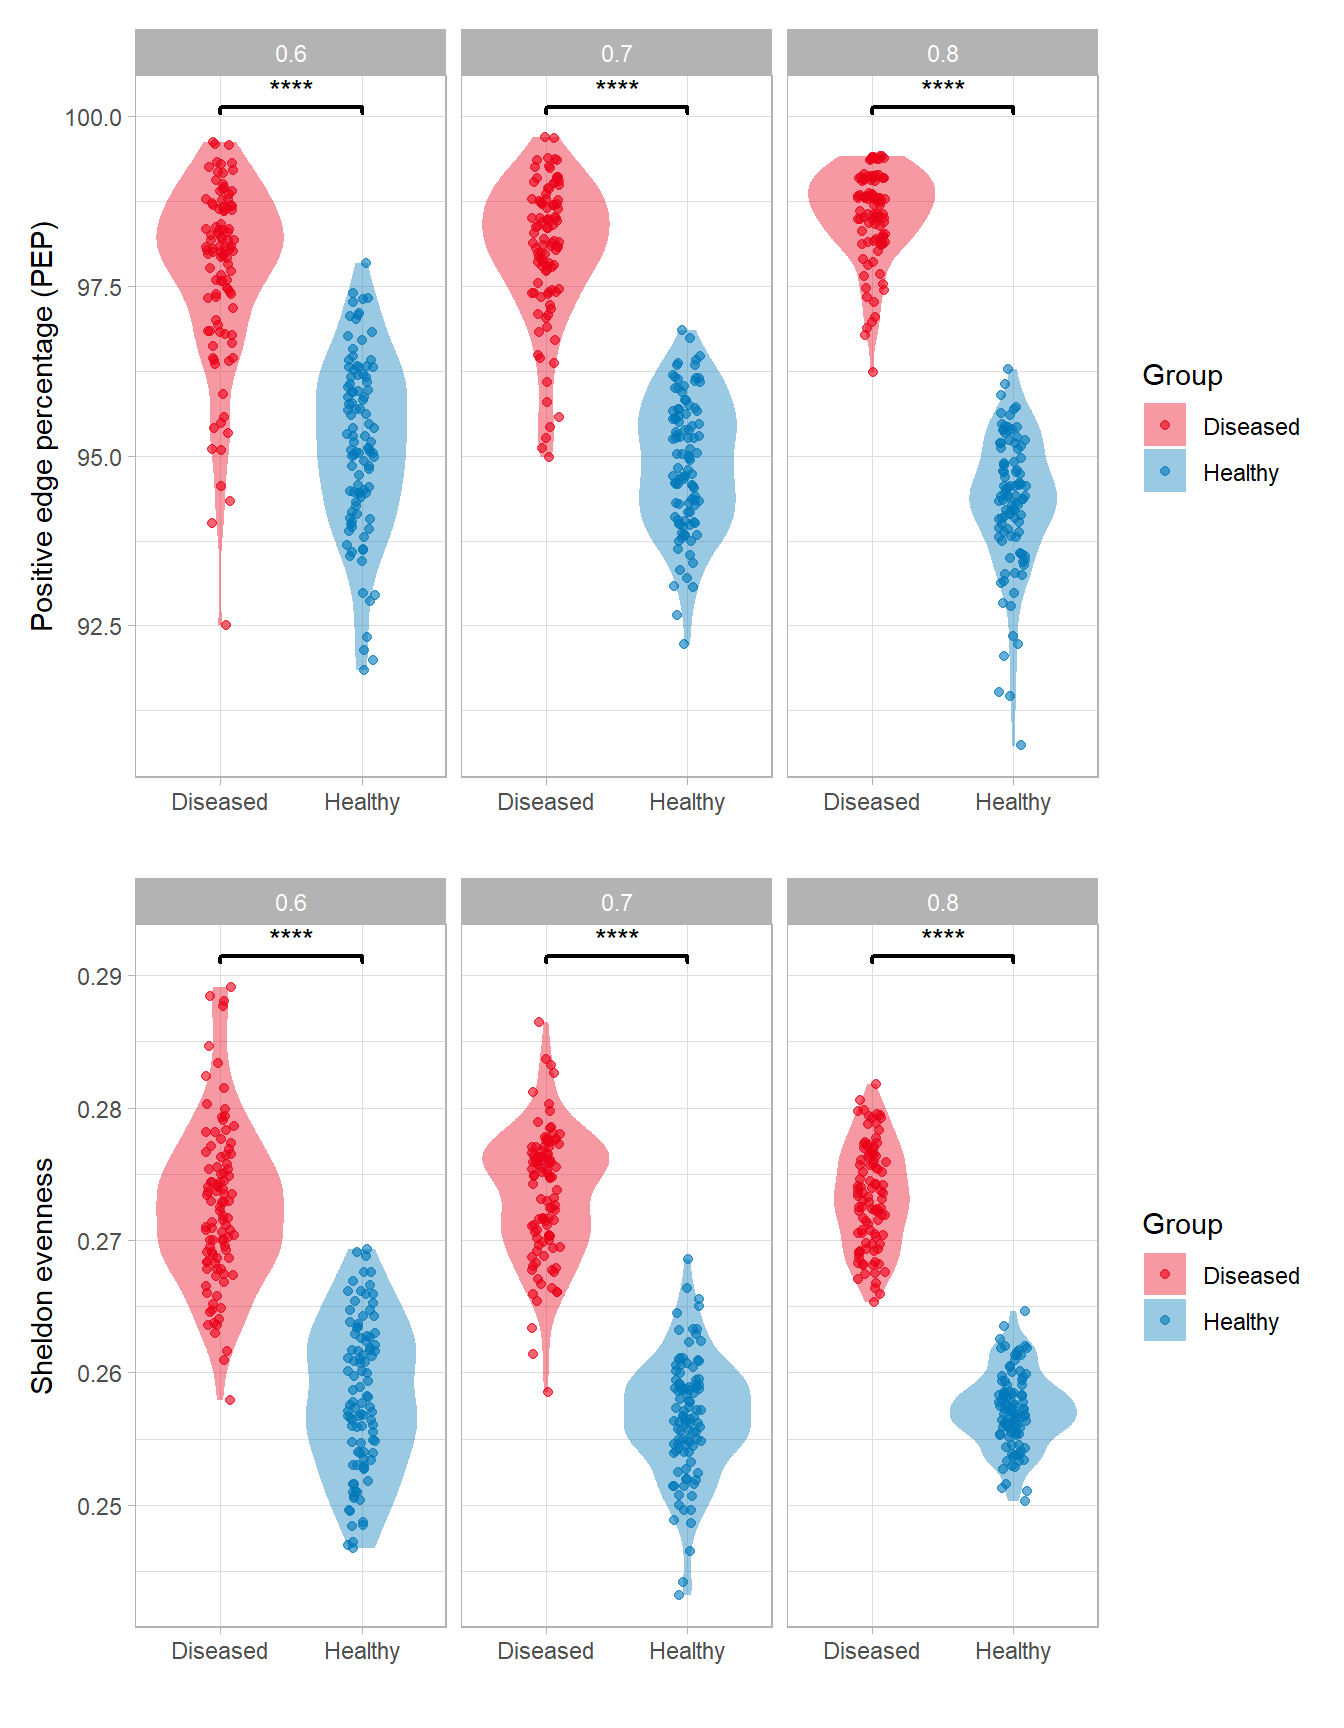 0.6 0.7 0.8
**** **** ****
100.0
97.5
95.0
92.5
Positive edge percentage (PEP)
Diseased Healthy Diseased Healthy Diseased Healthy
Group
Diseased
Healthy
0.6 0.7 0.8
**** **** ****
0.29
0.28
0.27
0.26
0.25
Sheldon evenness
Diseased Healthy Diseased Healthy Diseased Healthy
Group
Diseased
Healthy